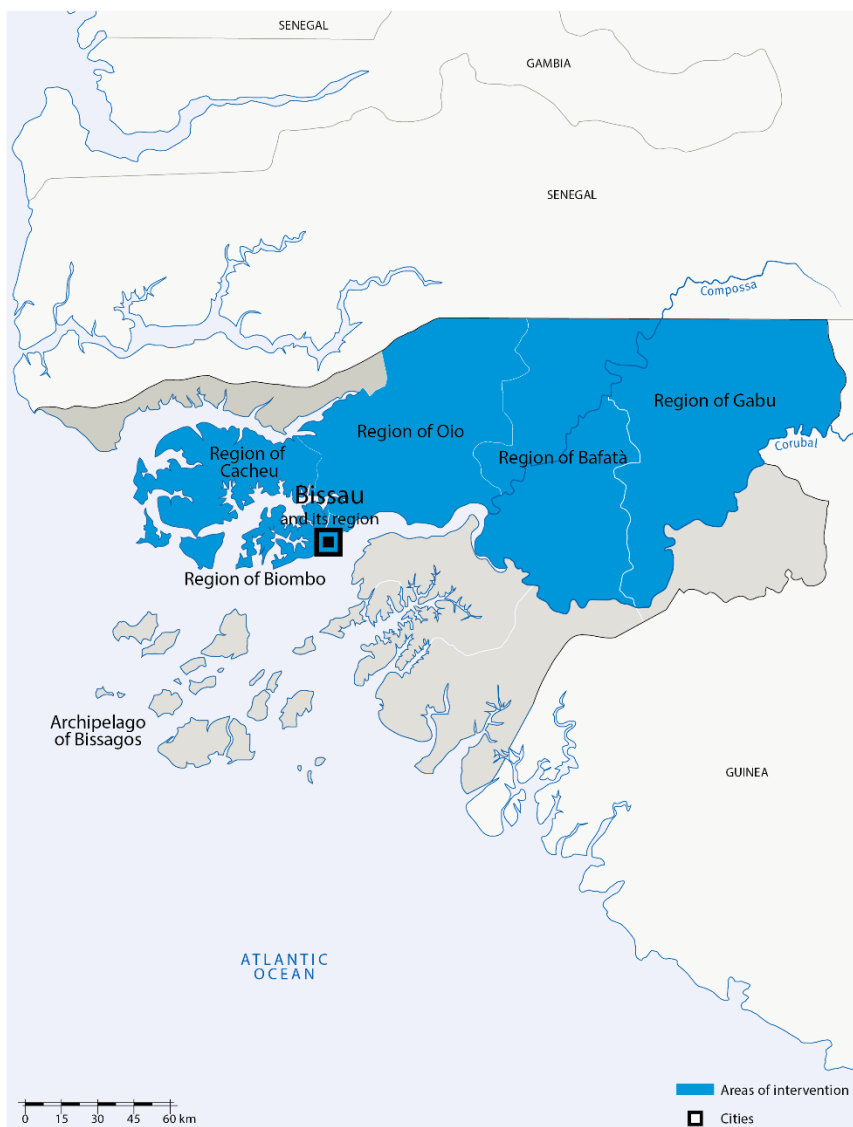 SENEGAL
GAMBIA
SENEGAL
Compossa
Region of Gabu
Region of Oio
Corubal
Region of
Cacheu
Region of Bafatà
Bissau
and its region
Region of Biombo
Archipelago
of Bissagos
GUINEA
ATLANTIC
OCEAN
Areas of intervention
0 15 30 45 60 km
Cities